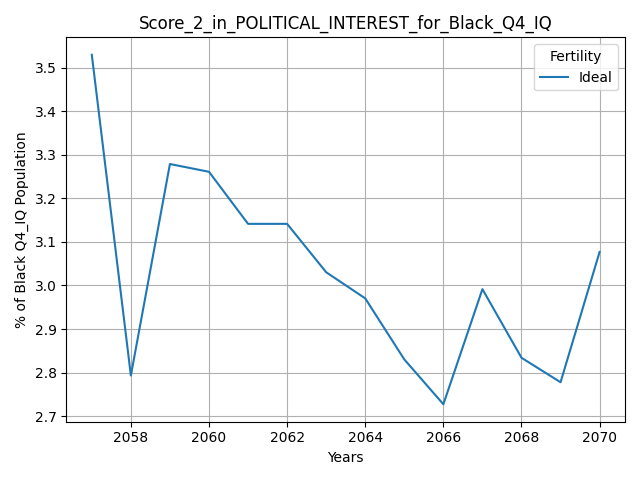 Score_2_in_POLITICAL_INTEREST_for_Black_Q4_IQ
Fertility
Ideal
% of Black Q4_IQ Population
3.5
3.4
3.3
3.2
3.1
3.0
2.9
2.8
2.7
2058 2060 2062 2064 2066 2068 2070
Years